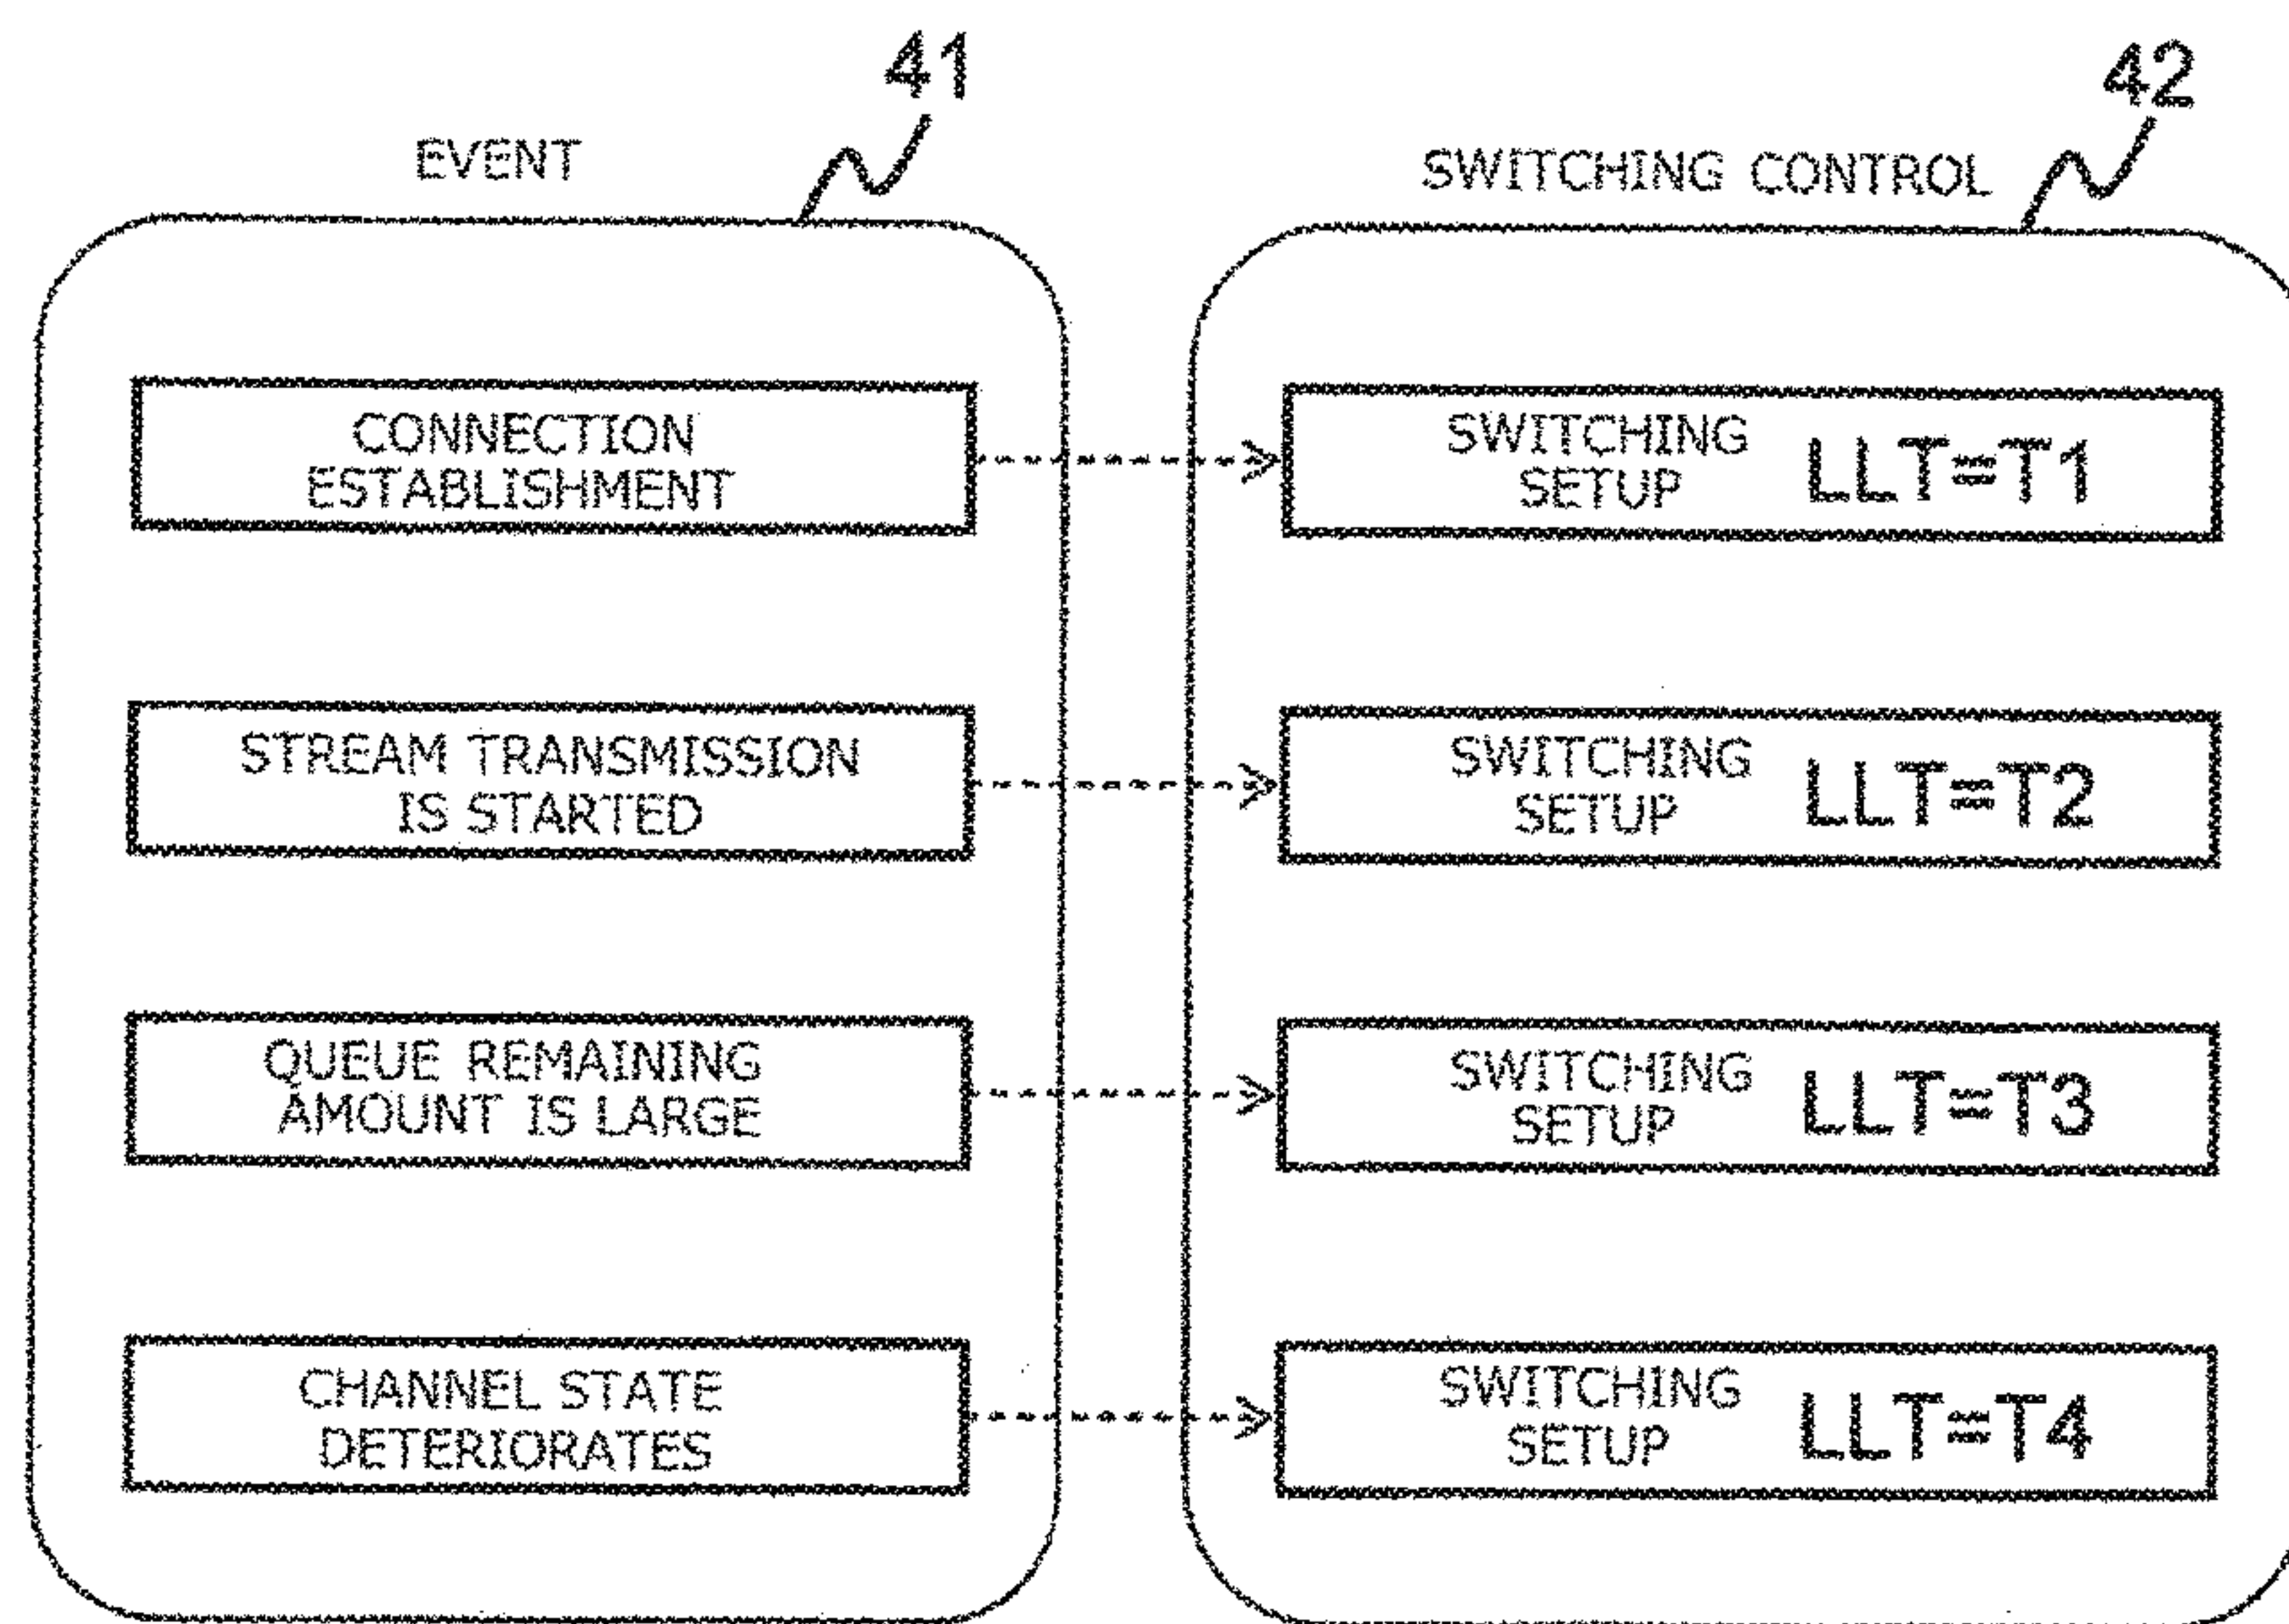 41
42
EVENT
SWITCHING CONTROL
CONNECTION
ESTABLISHMENT
SWITCHING
SETUP
LLT=T1
STREAM TRANSMISSION
IS STARTED
SWITCHING
SETUP
LLT=T2
QUEUE REMAINING
AMOUNT IS LARGE
SWITCHING
SETUP
LLT=T3
CHANNEL STATE
DETERIORATES
SWITCHING
SETUP
LLT=T4